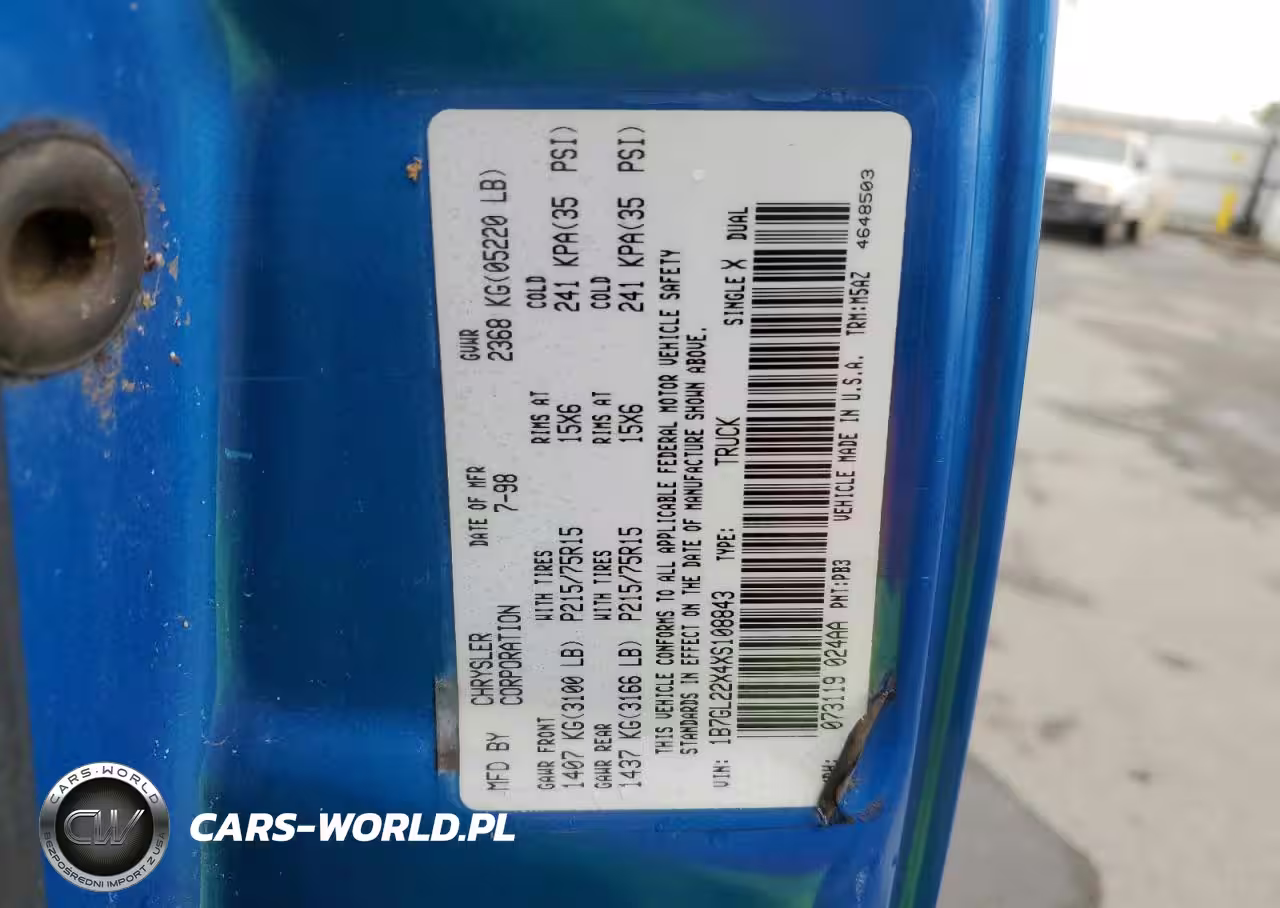 MFD BY CHRYSLER CORPORATION
DATE OF MFR 7-98
GVWR 2368 KG(05220 LB)
GAWR FRONT WITH TIRES RIMS AT COLD
1407 KG(3100 LB) P215/75R15 15X6 241 KPA(35 PSI)
GAWR REAR WITH TIRES RIMS AT COLD
1437 KG(3166 LB) P215/75R15 15X6 241 KPA(35 PSI)
THIS VEHICLE CONFORMS TO ALL APPLICABLE FEDERAL MOTOR VEHICLE SAFETY
STANDARDS IN EFFECT ON THE DATE OF MANUFACTURE SHOWN ABOVE.
VIN: 1B7GL22X4XS108843 TYPE: TRUCK SINGLE X DUAL
073119 024AA PNT:PB3 VEHICLE MADE IN U.S.A. TRM:M5AZ 4648503
CARS-WORLD
CW
BEZPOŚREDNI IMPORT Z USA
CARS-WORLD.PL